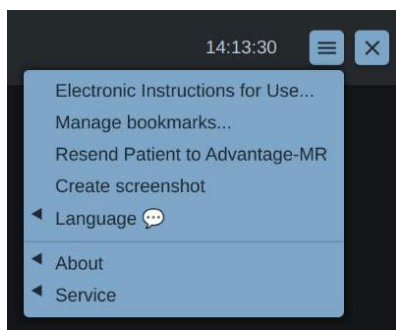 14:13:30
Electronic Instructions for Use...
Manage bookmarks...
Resend Patient to Advantage-MR
Create screenshot
Language 💬
About
Service